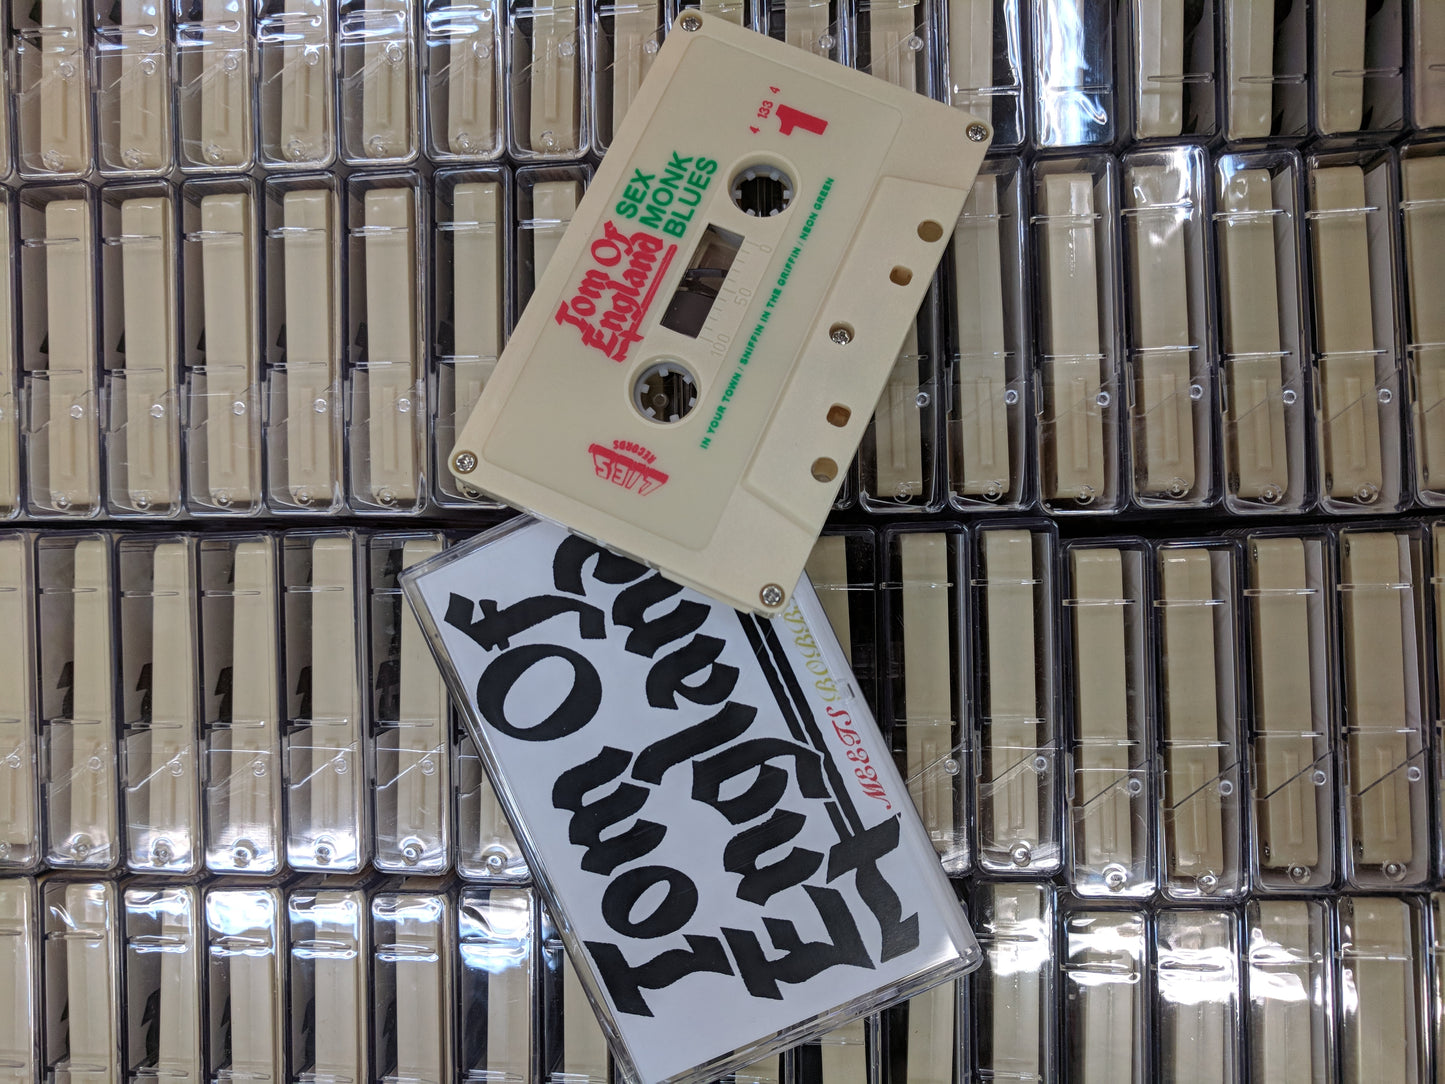 Tom Of
England
SEX
MONK
BLUES
4 133 4
1
0
50
100
IN YOUR TOWN / SNIFFIN IN THE GRIFFIN / NEON GREEN
L.I.E.S
RECORDS
Tom Of
England
MEETS